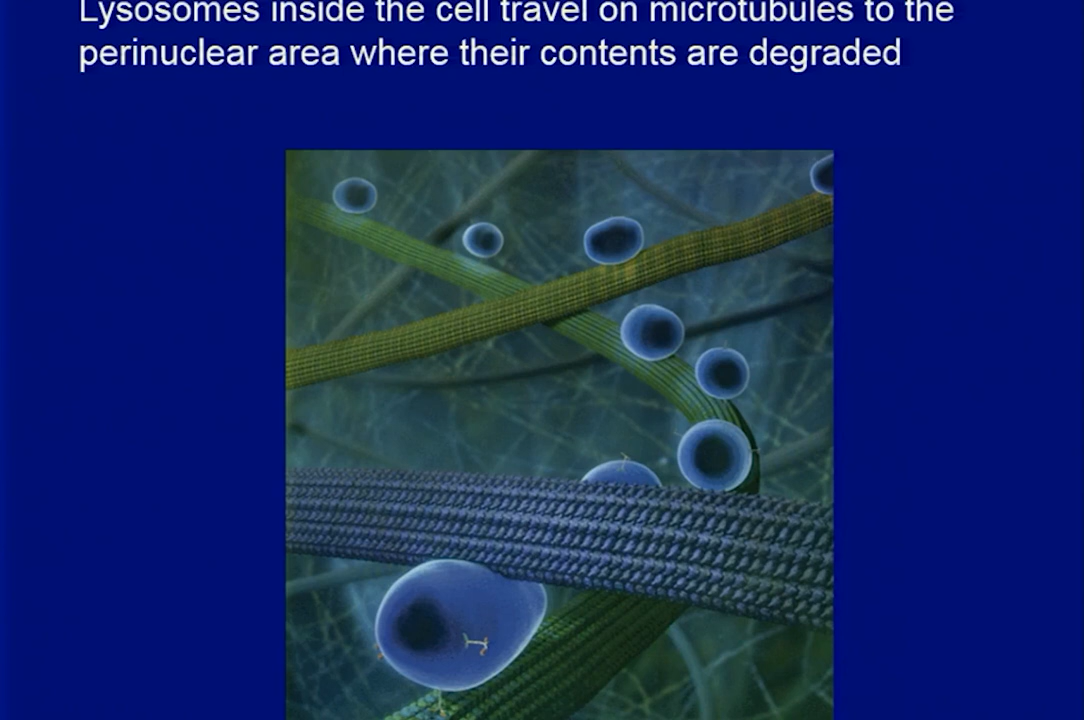 Lysosomes inside the cell travel on microtubules to the
perinuclear area where their contents are degraded